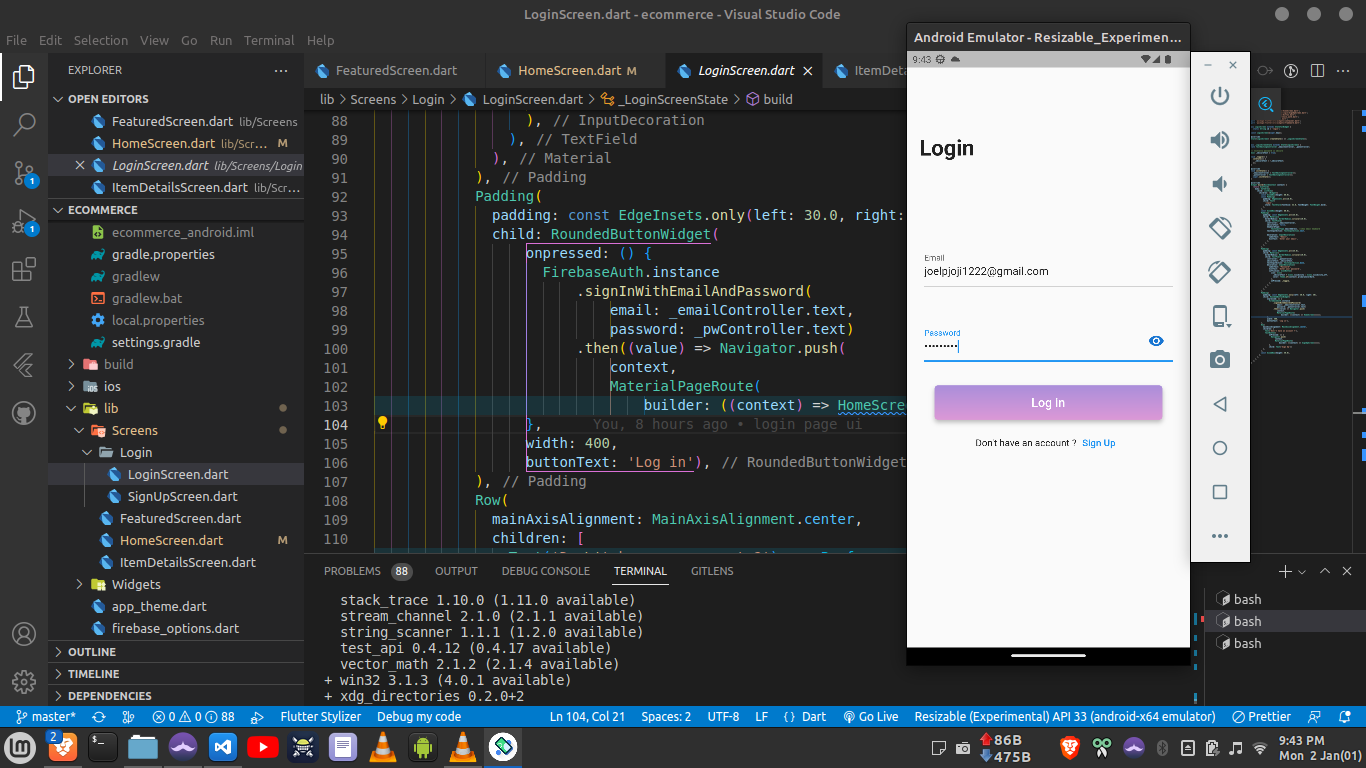 LoginScreen.dart - ecommerce - Visual Studio Code
File Edit Selection View Go Run Terminal Help
EXPLORER
OPEN EDITORS
FeaturedScreen.dart lib/Screens
HomeScreen.dart lib/Scr... M
LoginScreen.dart lib/Screens/Login
ItemDetailsScreen.dart lib/Scr...
ECOMMERCE
ecommerce_android.iml
gradle.properties
gradlew
gradlew.bat
local.properties
settings.gradle
build
ios
lib
Screens
Login
LoginScreen.dart
SignUpScreen.dart
FeaturedScreen.dart
HomeScreen.dart M
ItemDetailsScreen.dart
Widgets
app_theme.dart
firebase_options.dart
OUTLINE
TIMELINE
DEPENDENCIES
1
1
FeaturedScreen.dart HomeScreen.dart M LoginScreen.dart ItemDeta
lib > Screens > Login > LoginScreen.dart > _LoginScreenState > build
88 ), // InputDecoration
89 ), // TextField
90 ), // Material
91 ), // Padding
92 Padding(
93 padding: const EdgeInsets.only(left: 30.0, right:
94 child: RoundedButtonWidget(
95 onpressed: () {
96 FirebaseAuth.instance
97 .signInWithEmailAndPassword(
98 email: _emailController.text,
99 password: _pwController.text)
100 .then((value) => Navigator.push(
101 context,
102 MaterialPageRoute(
103 builder: ((context) => HomeScree
104 }, You, 8 hours ago • login page ui
105 width: 400,
106 buttonText: 'Log in'), // RoundedButtonWidget
107 ), // Padding
108 Row(
109 mainAxisAlignment: MainAxisAlignment.center,
110 children: [
PROBLEMS 88 OUTPUT DEBUG CONSOLE TERMINAL GITLENS
stack_trace 1.10.0 (1.11.0 available)
stream_channel 2.1.0 (2.1.1 available)
string_scanner 1.1.1 (1.2.0 available)
test_api 0.4.12 (0.4.17 available)
vector_math 2.1.2 (2.1.4 available)
+ win32 3.1.3 (4.0.1 available)
+ xdg_directories 0.2.0+2
bash
bash
bash
Android Emulator - Resizable_Experimen...
9:43
Login
Email
joelpjoji1222@gmail.com
Password
•••••••••
Log In
Don't have an account ? Sign Up
master* 0 0 88 Flutter Stylizer Debug my code Ln 104, Col 21 Spaces: 2 UTF-8 LF { } Dart Go Live Resizable (Experimental) API 33 (android-x64 emulator) Prettier
2
86B
475B
9:43 PM
Mon 2 Jan(01)